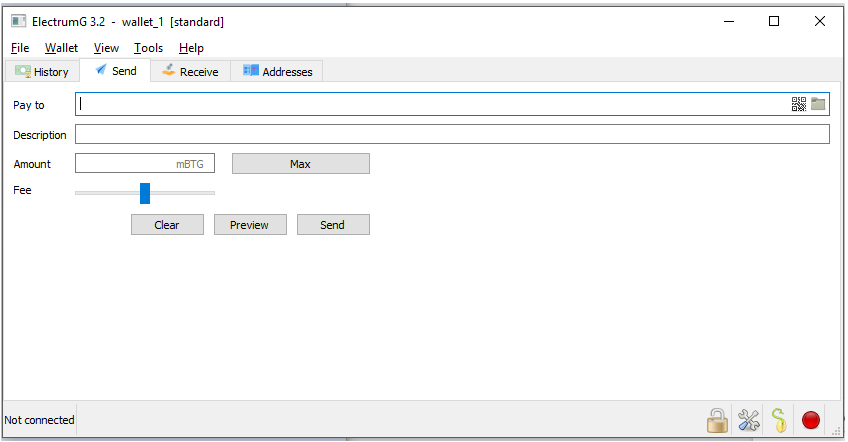 ElectrumG 3.2 - wallet_1 [standard]
File Wallet View Tools Help
History Send Receive Addresses
Pay to
Description
Amount mBTG Max
Fee
Clear Preview Send
Not connected